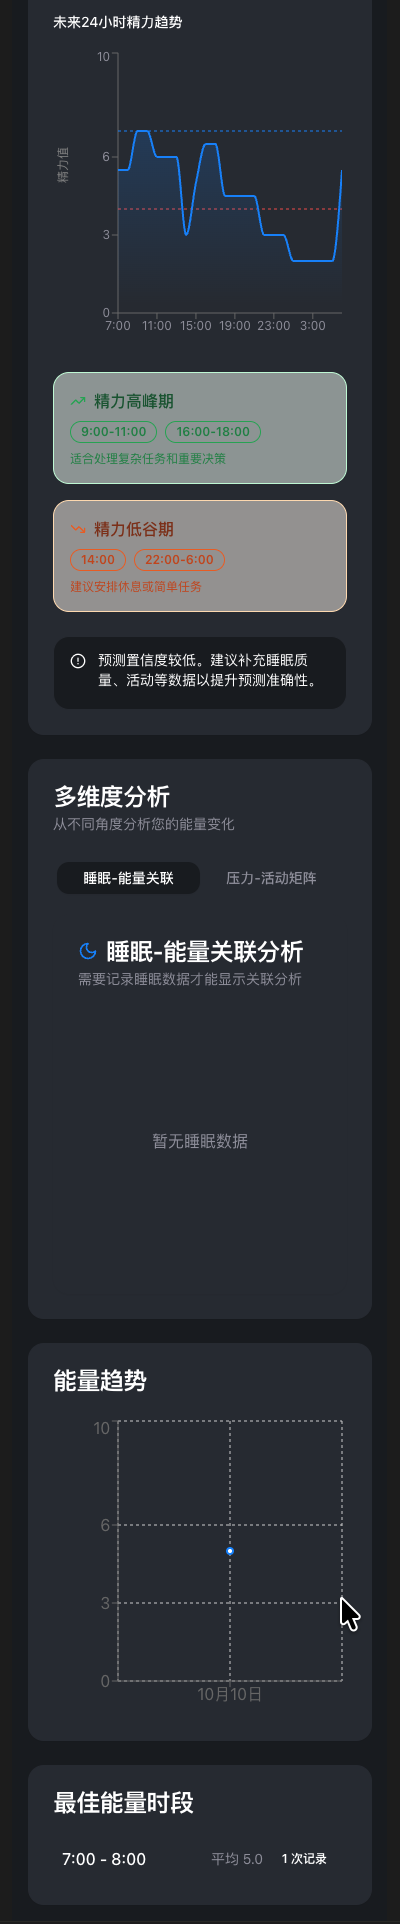 未来24小时精力趋势
10
6
3
0
精力值
7:00 11:00 15:00 19:00 23:00 3:00
精力高峰期
9:00-11:00 16:00-18:00
适合处理复杂任务和重要决策
精力低谷期
14:00 22:00-6:00
建议安排休息或简单任务
预测置信度较低。建议补充睡眠质
量、活动等数据以提升预测准确性。
多维度分析
从不同角度分析您的能量变化
睡眠-能量关联 压力-活动矩阵
睡眠-能量关联分析
需要记录睡眠数据才能显示关联分析
暂无睡眠数据
能量趋势
10
6
3
0
10月10日
最佳能量时段
7:00 - 8:00 平均 5.0 1 次记录